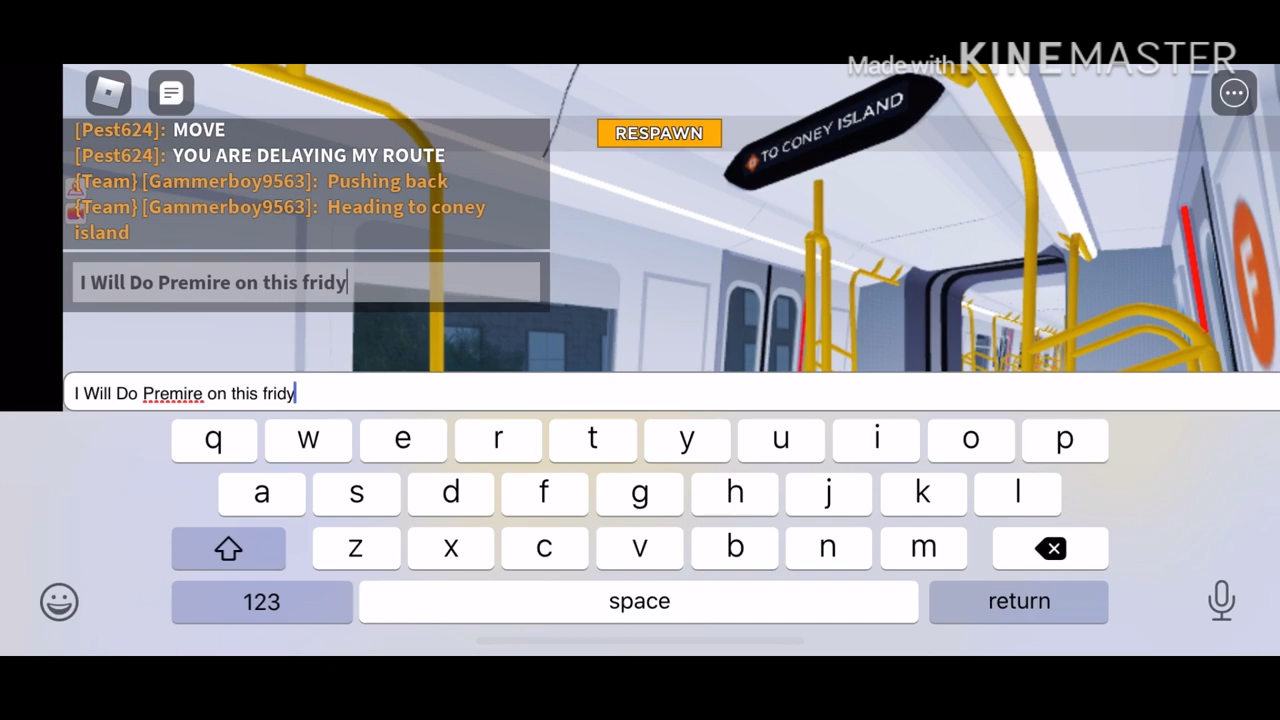 Made with KINEMASTER
[Pest624]: MOVE
RESPAWN
TO CONEY ISLAND
[Pest624]: YOU ARE DELAYING MY ROUTE
{Team} [Gammerboy9563]: Pushing back
{Team} [Gammerboy9563]: Heading to coney
island
I Will Do Premire on this fridy
I Will Do Premire on this fridy
q w e r t y u i o p
a s d f g h j k l
z x c v b n m
123 space return